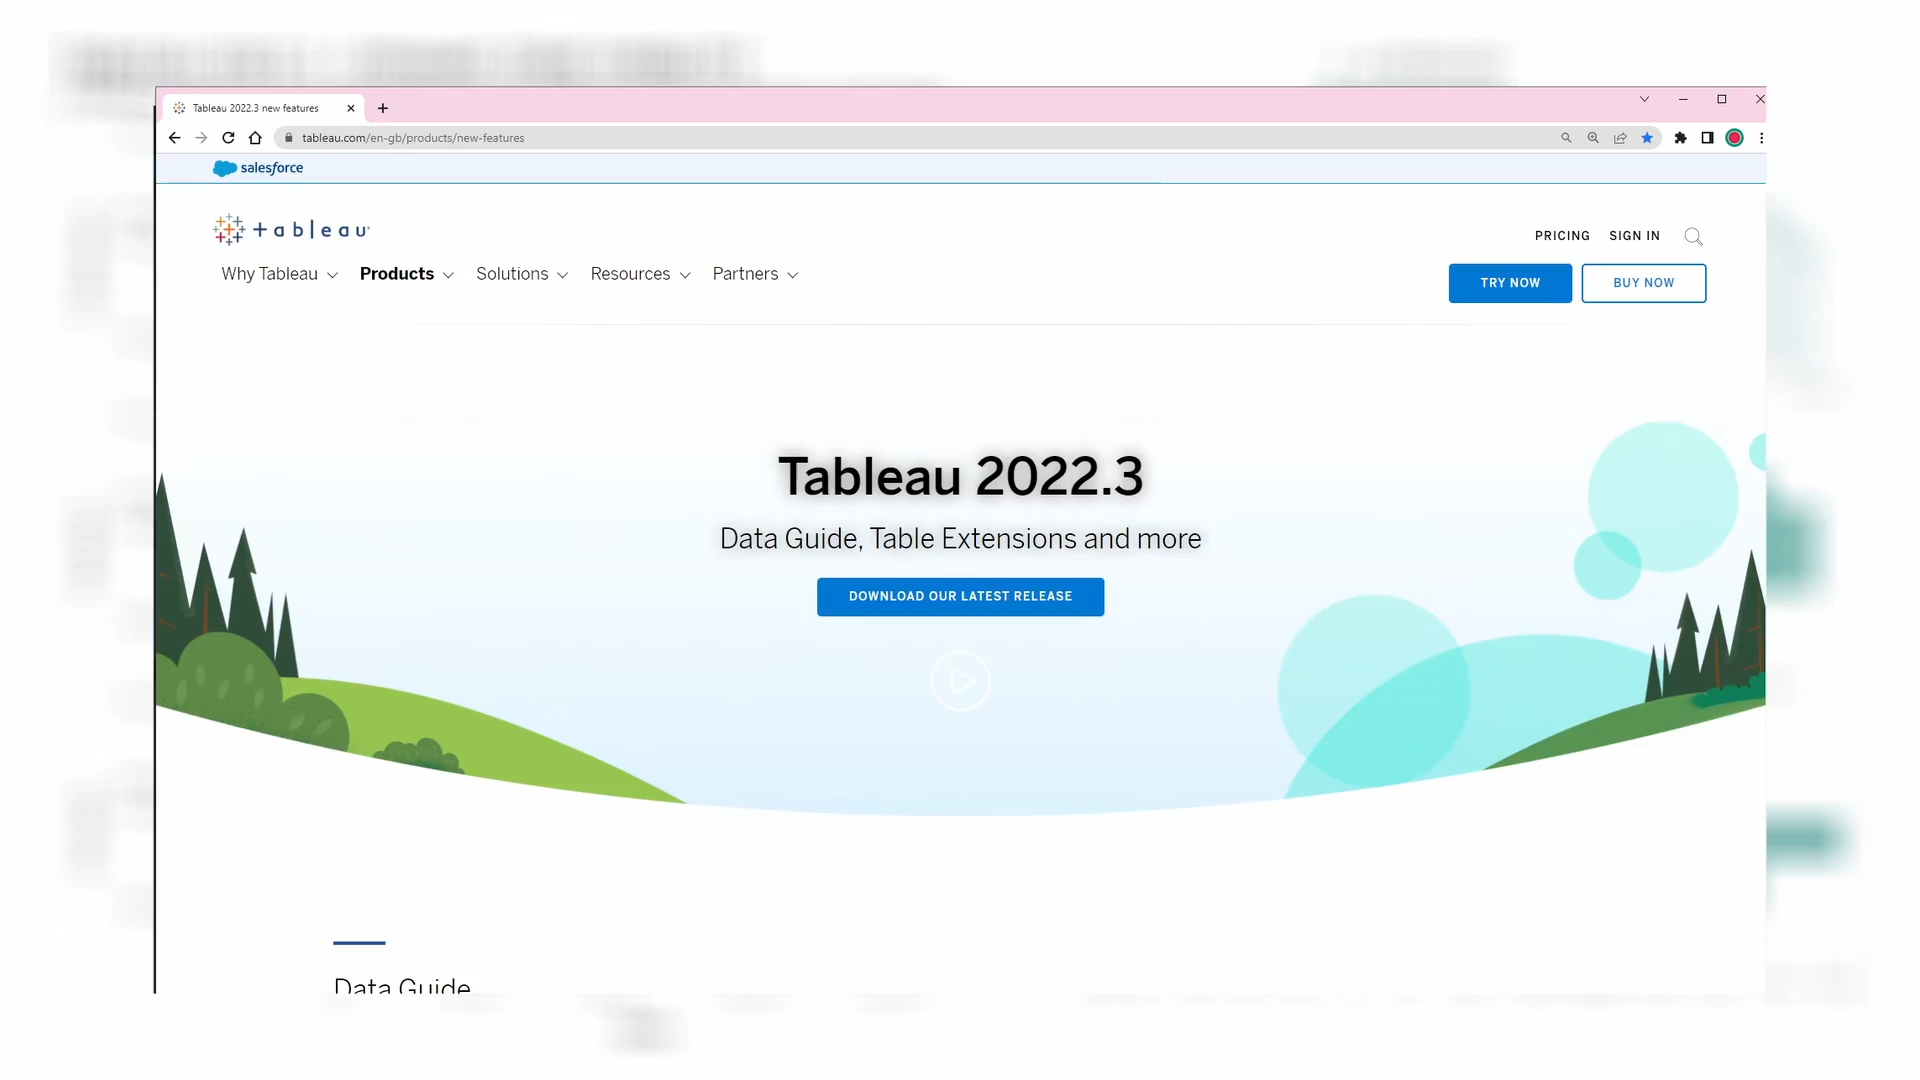 Tableau 2022.3 new features
tableau.com/en-gb/products/new-features
salesforce
+ableau
PRICING SIGN IN
Why Tableau Products Solutions Resources Partners
TRY NOW BUY NOW
Tableau 2022.3
Data Guide, Table Extensions and more
DOWNLOAD OUR LATEST RELEASE
Data Guide